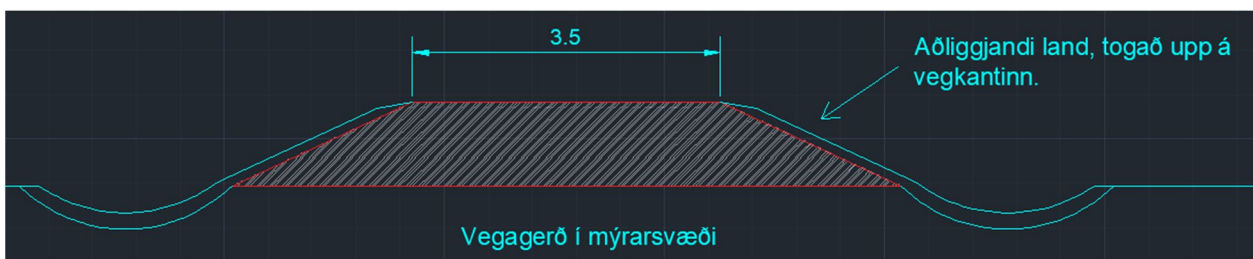 3.5
Aðliggjandi land, togað upp á
vegkantinn.
Vegagerð í mýrarsvæði